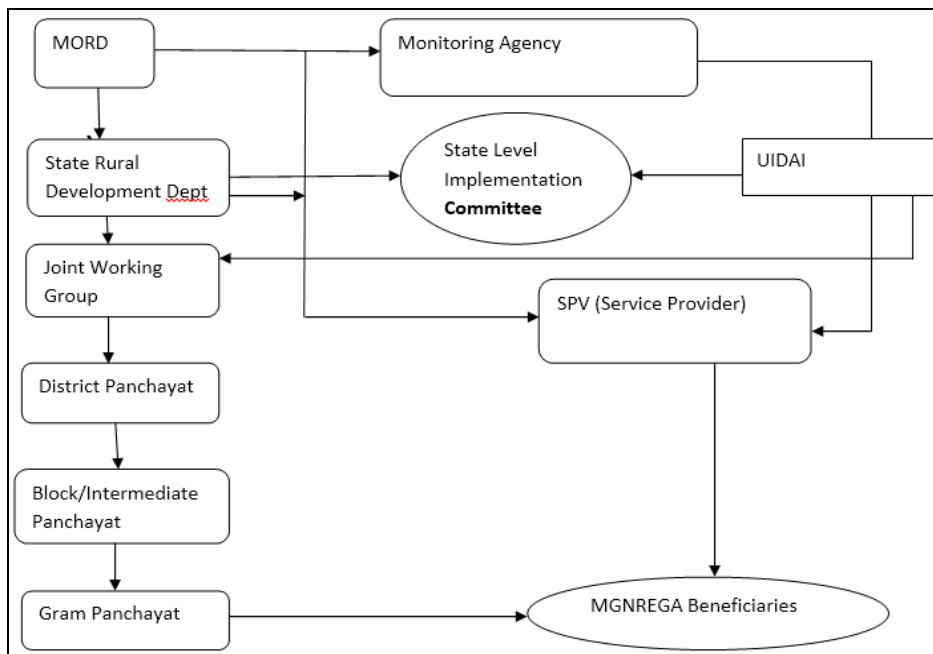 MORD
Monitoring Agency
State Rural
Development Dept
State Level
Implementation
Committee
UIDAI
Joint Working
Group
SPV (Service Provider)
District Panchayat
Block/Intermediate
Panchayat
Gram Panchayat
MGNREGA Beneficiaries